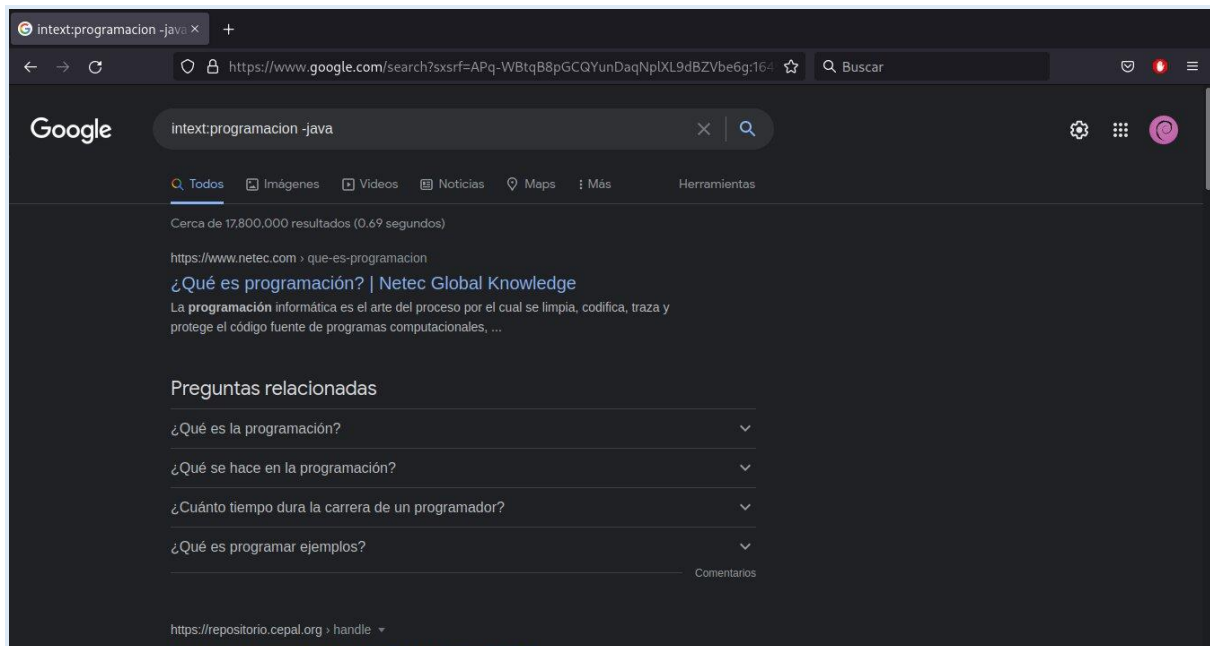 intext:programacion -java
https://www.google.com/search?sxsrf=APq-WBtqB8pGCQYunDaqNplXL9dBZVbe6g:164
Buscar
Google
intext:programacion -java
Todos Imágenes Videos Noticias Maps Más Herramientas
Cerca de 17,800,000 resultados (0.69 segundos)
https://www.netec.com › que-es-programacion
¿Qué es programación? | Netec Global Knowledge
La programación informática es el arte del proceso por el cual se limpia, codifica, traza y
protege el código fuente de programas computacionales, ...
Preguntas relacionadas
¿Qué es la programación?
¿Qué se hace en la programación?
¿Cuánto tiempo dura la carrera de un programador?
¿Qué es programar ejemplos?
Comentarios
https://repositorio.cepal.org › handle